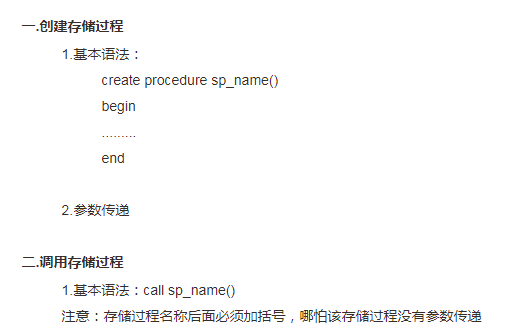 一.创建存储过程
1.基本语法：
create procedure sp_name()
begin
.........
end
2.参数传递
二.调用存储过程
1.基本语法：call sp_name()
注意：存储过程名称后面必须加括号，哪怕该存储过程没有参数传递